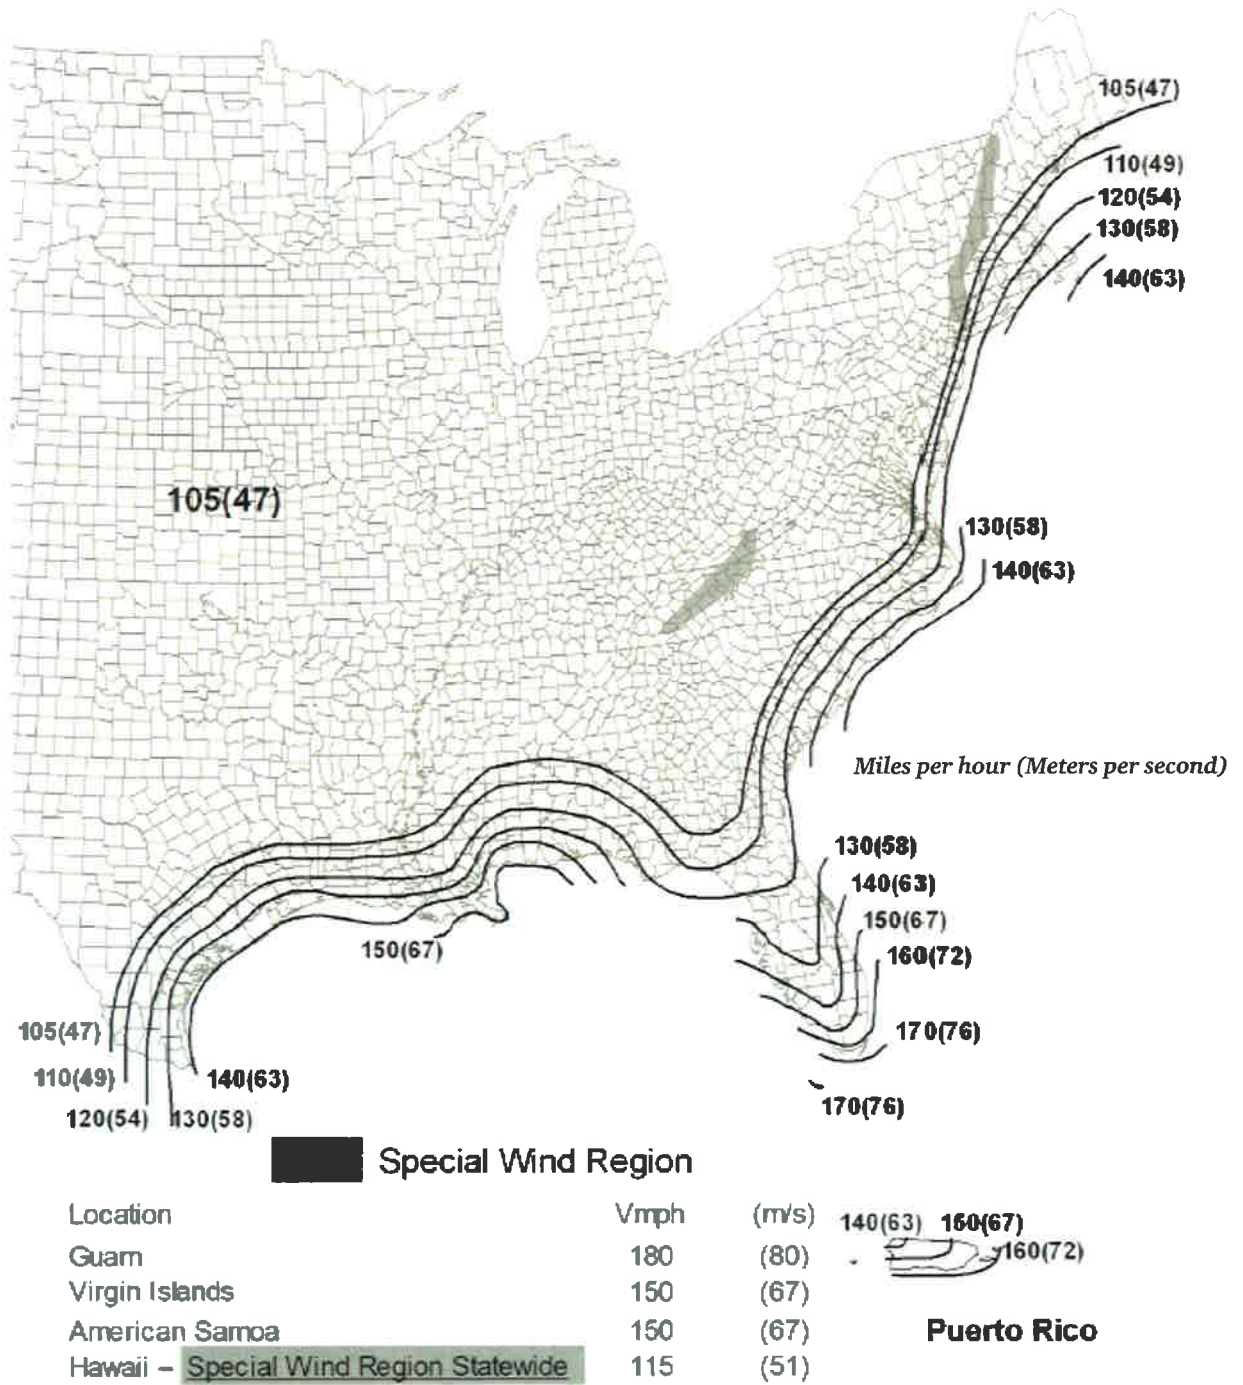 105(47)
110(49)
120(54)
130(58)
140(63)
105(47)
130(58)
140(63)
Miles per hour (Meters per second)
130(58)
140(63)
150(67)
150(67)
160(72)
105(47)
170(76)
110(49)
140(63)
120(54)
130(58)
170(76)
Special Wind Region
Location Vmph (m/s)
Guam 180 (80)
Virgin Islands 150 (67)
American Samoa 150 (67)
Hawaii – Special Wind Region Statewide 115 (51)
140(63) 150(67)
160(72)
Puerto Rico